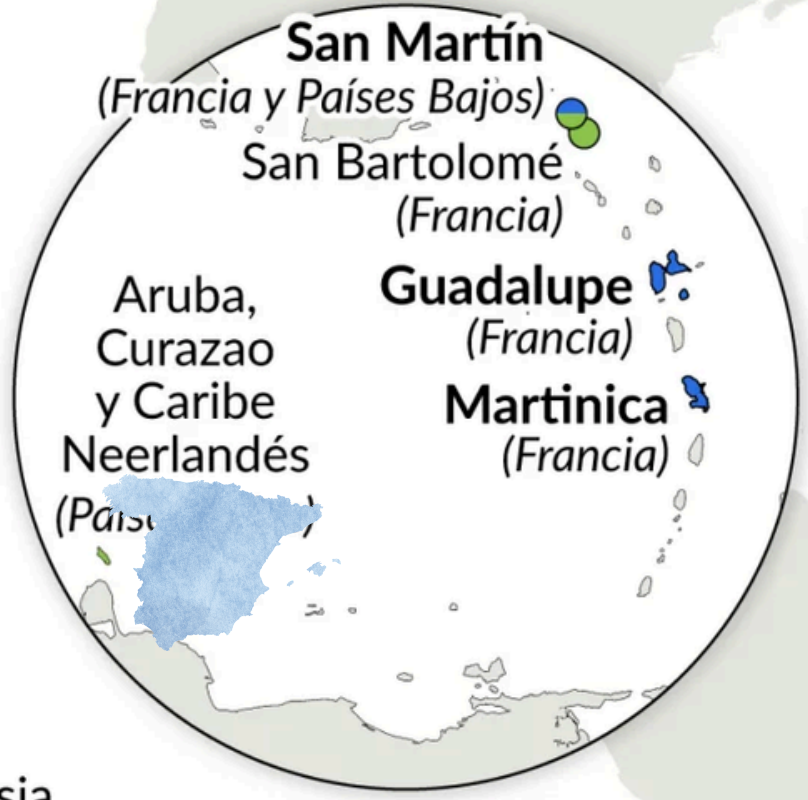 San Martín
(Francia y Países Bajos)
San Bartolomé
(Francia)
Guadalupe
(Francia)
Martinica
(Francia)
Aruba,
Curazao
y Caribe
Neerlandés